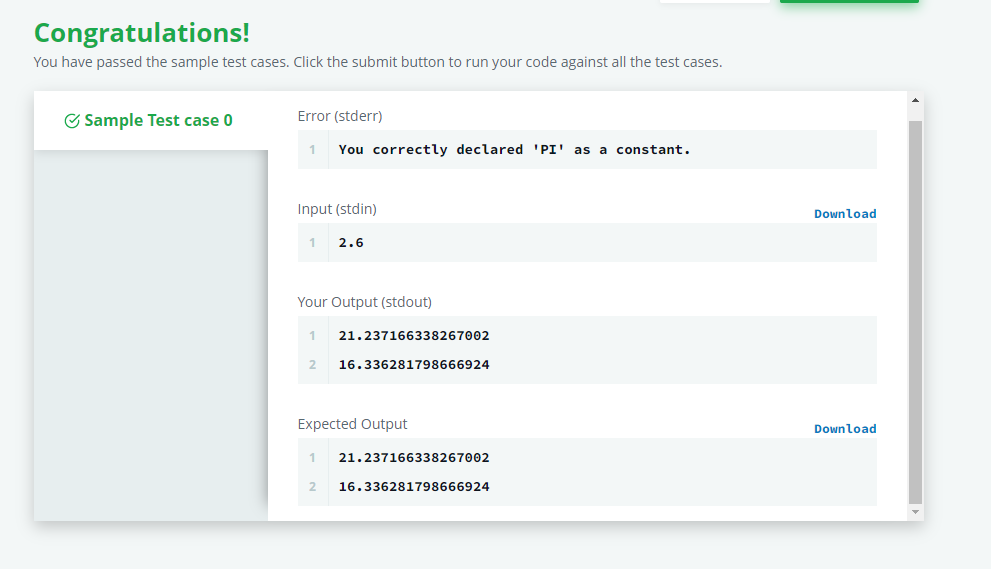 Congratulations!
You have passed the sample test cases. Click the submit button to run your code against all the test cases.
Sample Test case 0
Error (stderr)
1 You correctly declared 'PI' as a constant.
Input (stdin) Download
1 2.6
Your Output (stdout)
1 21.237166338267002
2 16.336281798666924
Expected Output Download
1 21.237166338267002
2 16.336281798666924